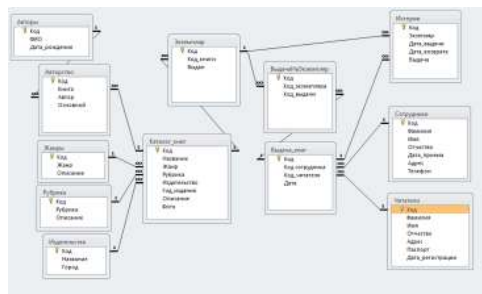 Авторы
Код
ФИО
Дата_рождения
Авторство
Код
Книга
Автор
Основной
Жанры
Код
Жанр
Описание
Рубрика
Код
Рубрика
Описание
Издательства
Код
Название
Город
Экземпляр
Код
Код_книги
Выдан
Каталог_книг
Код
Название
Жанр
Рубрика
Издательство
Код_издания
Описание
Фото
Код
Код_экземпляра
Код_выдачи
Выдача_книг
Код
Код_сотрудника
Код_читателя
Дата
История
Код
Экземпляр
Дата_выдачи
Дата_возврата
Выдача
Сотрудники
Код
Фамилия
Имя
Отчество
Дата_приема
Адрес
Телефон
Читатели
Код
Фамилия
Имя
Отчество
Адрес
Паспорт
Дата_регистрации